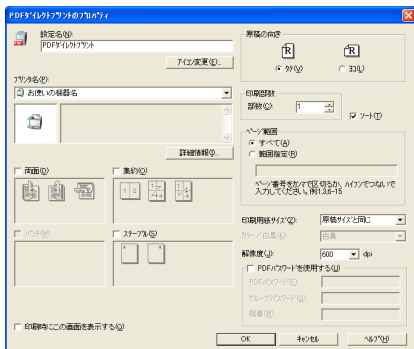 PDFﾀﾞｲﾚｸﾄﾌﾟﾘﾝﾄのﾌﾟﾛﾊﾟﾃｨ
設定名(N):
PDFﾀﾞｲﾚｸﾄﾌﾟﾘﾝﾄ
ｱｲｺﾝ変更(E)...
ﾌﾟﾘﾝﾀ名(P):
お使いの機器名
詳細情報(I)...
両面(D)
集約(O)
1 2
1 2
3 4
ﾊﾟﾝﾁ(W)
ｽﾃｰﾌﾟﾙ(S)
印刷時にこの画面を表示する(Q)
原稿の向き
R
R
ﾀﾃ(V)
ﾖｺ(L)
印刷部数
部数(C):
1
ｿｰﾄ(T)
ﾍﾟｰｼﾞ範囲
すべて(A)
範囲指定(R)
ﾍﾟｰｼﾞ番号をｶﾝﾏで区切るか、ﾊｲﾌﾝでつないで
入力してください。例1,3,6-15
印刷用紙ｻｲｽﾞ(Z):
原稿ｻｲｽﾞと同じ
ｶﾗｰ／白黒(K)
白黒
解像度(J):
600
dpi
PDFﾊﾟｽﾜｰﾄﾞを使用する(U)
PDFﾊﾟｽﾜｰﾄﾞ(F)
ｸﾞﾙｰﾌﾟﾊﾟｽﾜｰﾄﾞ(G)
OK
ｷｬﾝｾﾙ
ﾍﾙﾌﾟ(H)